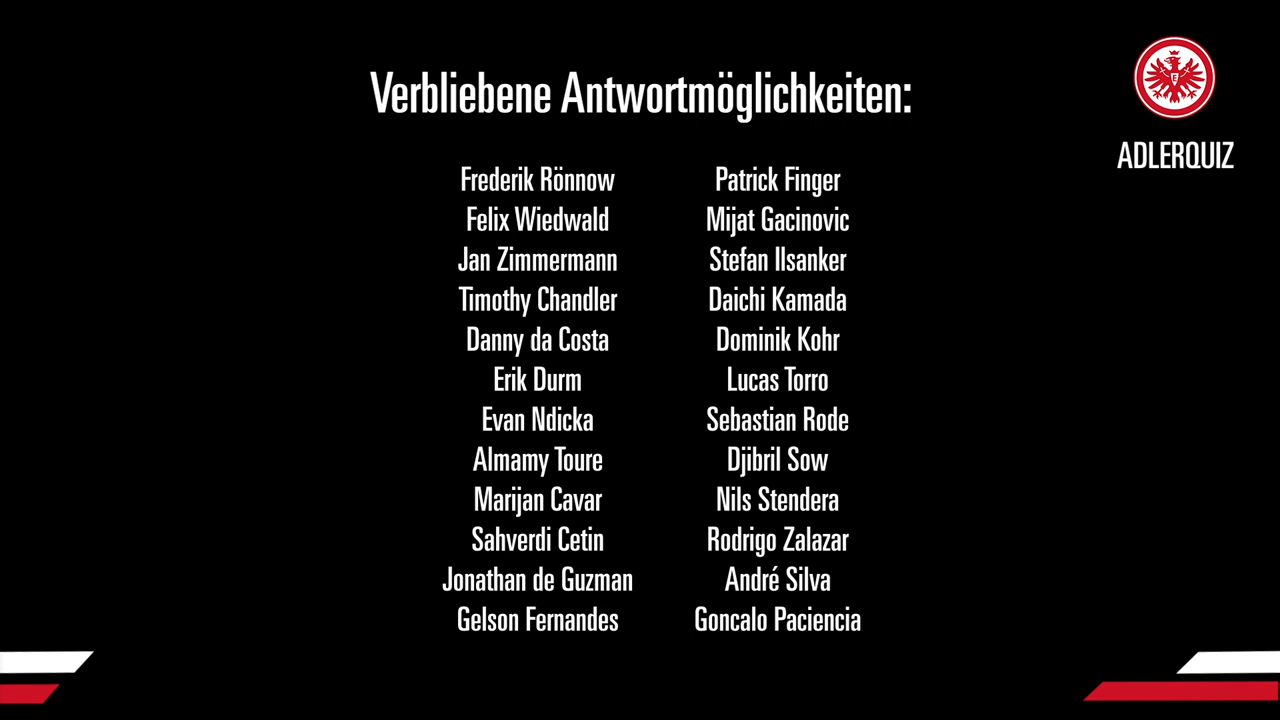 Verbliebene Antwortmöglichkeiten:
ADLERQUIZ
Frederik Rönnow
Felix Wiedwald
Jan Zimmermann
Timothy Chandler
Danny da Costa
Erik Durm
Evan Ndicka
Almamy Toure
Marijan Cavar
Sahverdi Cetin
Jonathan de Guzman
Gelson Fernandes
Patrick Finger
Mijat Gacinovic
Stefan Ilsanker
Daichi Kamada
Dominik Kohr
Lucas Torro
Sebastian Rode
Djibril Sow
Nils Stendera
Rodrigo Zalazar
André Silva
Goncalo Paciencia